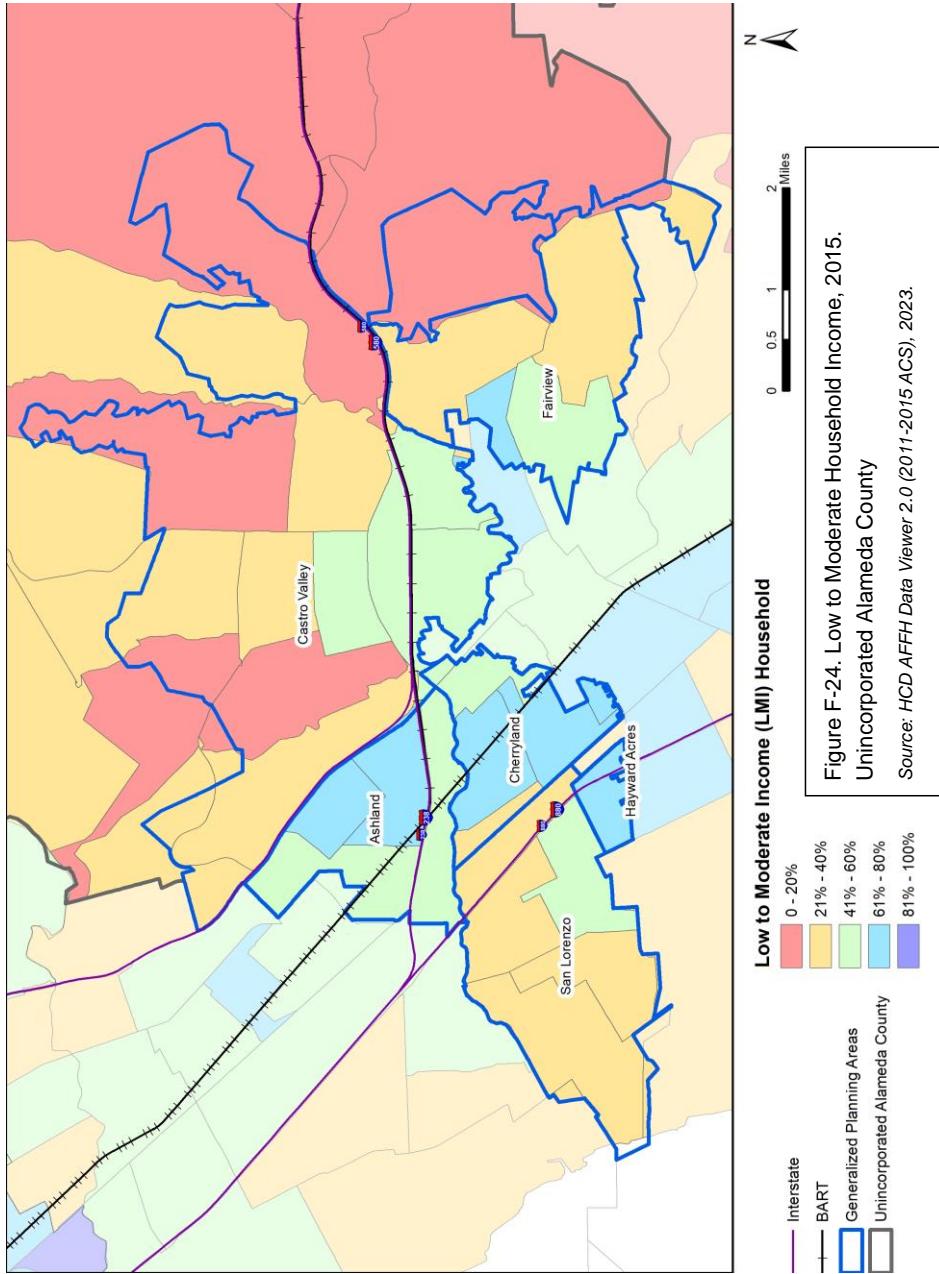 N
Castro Valley
Ashland
Cherryland
Fairview
San Lorenzo
Hayward Acres
580
0 0.5 1 2
Miles
Low to Moderate Income (LMI) Household
Interstate
BART
Generalized Planning Areas
Unincorporated Alameda County
0 - 20%
21% - 40%
41% - 60%
61% - 80%
81% - 100%
Figure F-24. Low to Moderate Household Income, 2015.
Unincorporated Alameda County
Source: HCD AFFH Data Viewer 2.0 (2011-2015 ACS), 2023.